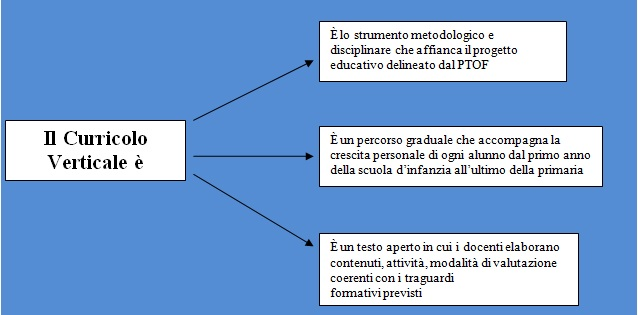 È lo strumento metodologico e
disciplinare che affianca il progetto
educativo delineato dal PTOF
Il Curricolo
Verticale è
È un percorso graduale che accompagna la
crescita personale di ogni alunno dal primo anno
della scuola d’infanzia all’ultimo della primaria
È un testo aperto in cui i docenti elaborano
contenuti, attività, modalità di valutazione
coerenti con i traguardi
formativi previsti